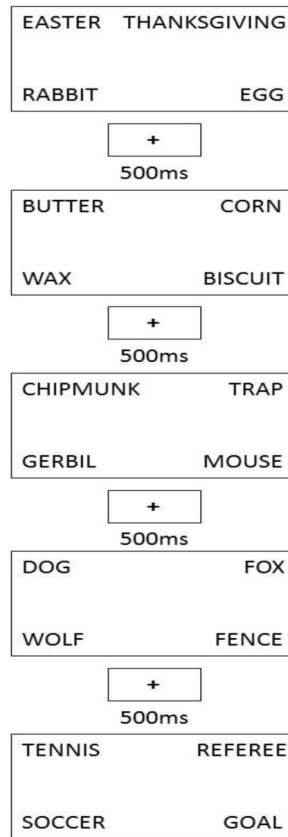 EASTER THANKSGIVING
RABBIT EGG
+
500ms
BUTTER CORN
WAX BISCUIT
+
500ms
CHIPMUNK TRAP
GERBIL MOUSE
+
500ms
DOG FOX
WOLF FENCE
+
500ms
TENNIS REFEREE
SOCCER GOAL